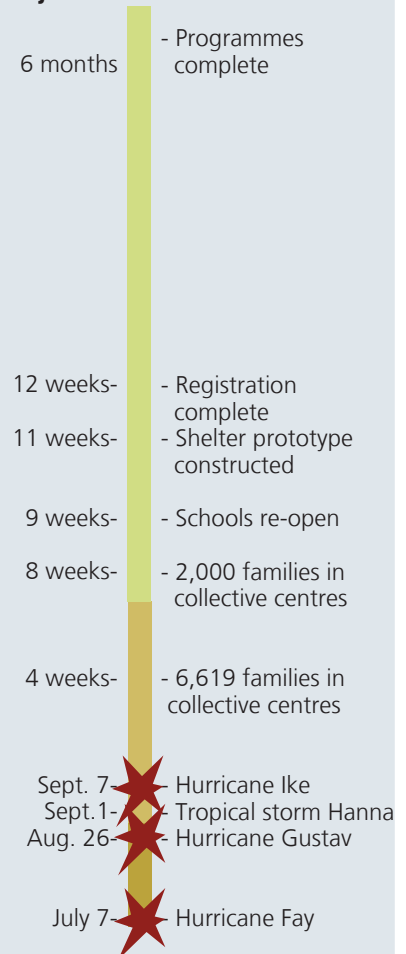 6 months
- Programmes
complete
12 weeks-
- Registration
complete
11 weeks-
- Shelter prototype
constructed
9 weeks-
- Schools re-open
8 weeks-
- 2,000 families in
collective centres
4 weeks-
- 6,619 families in
collective centres
Sept. 7-
- Hurricane Ike
Sept.1-
- Tropical storm Hanna
Aug. 26-
- Hurricane Gustav
July 7-
- Hurricane Fay